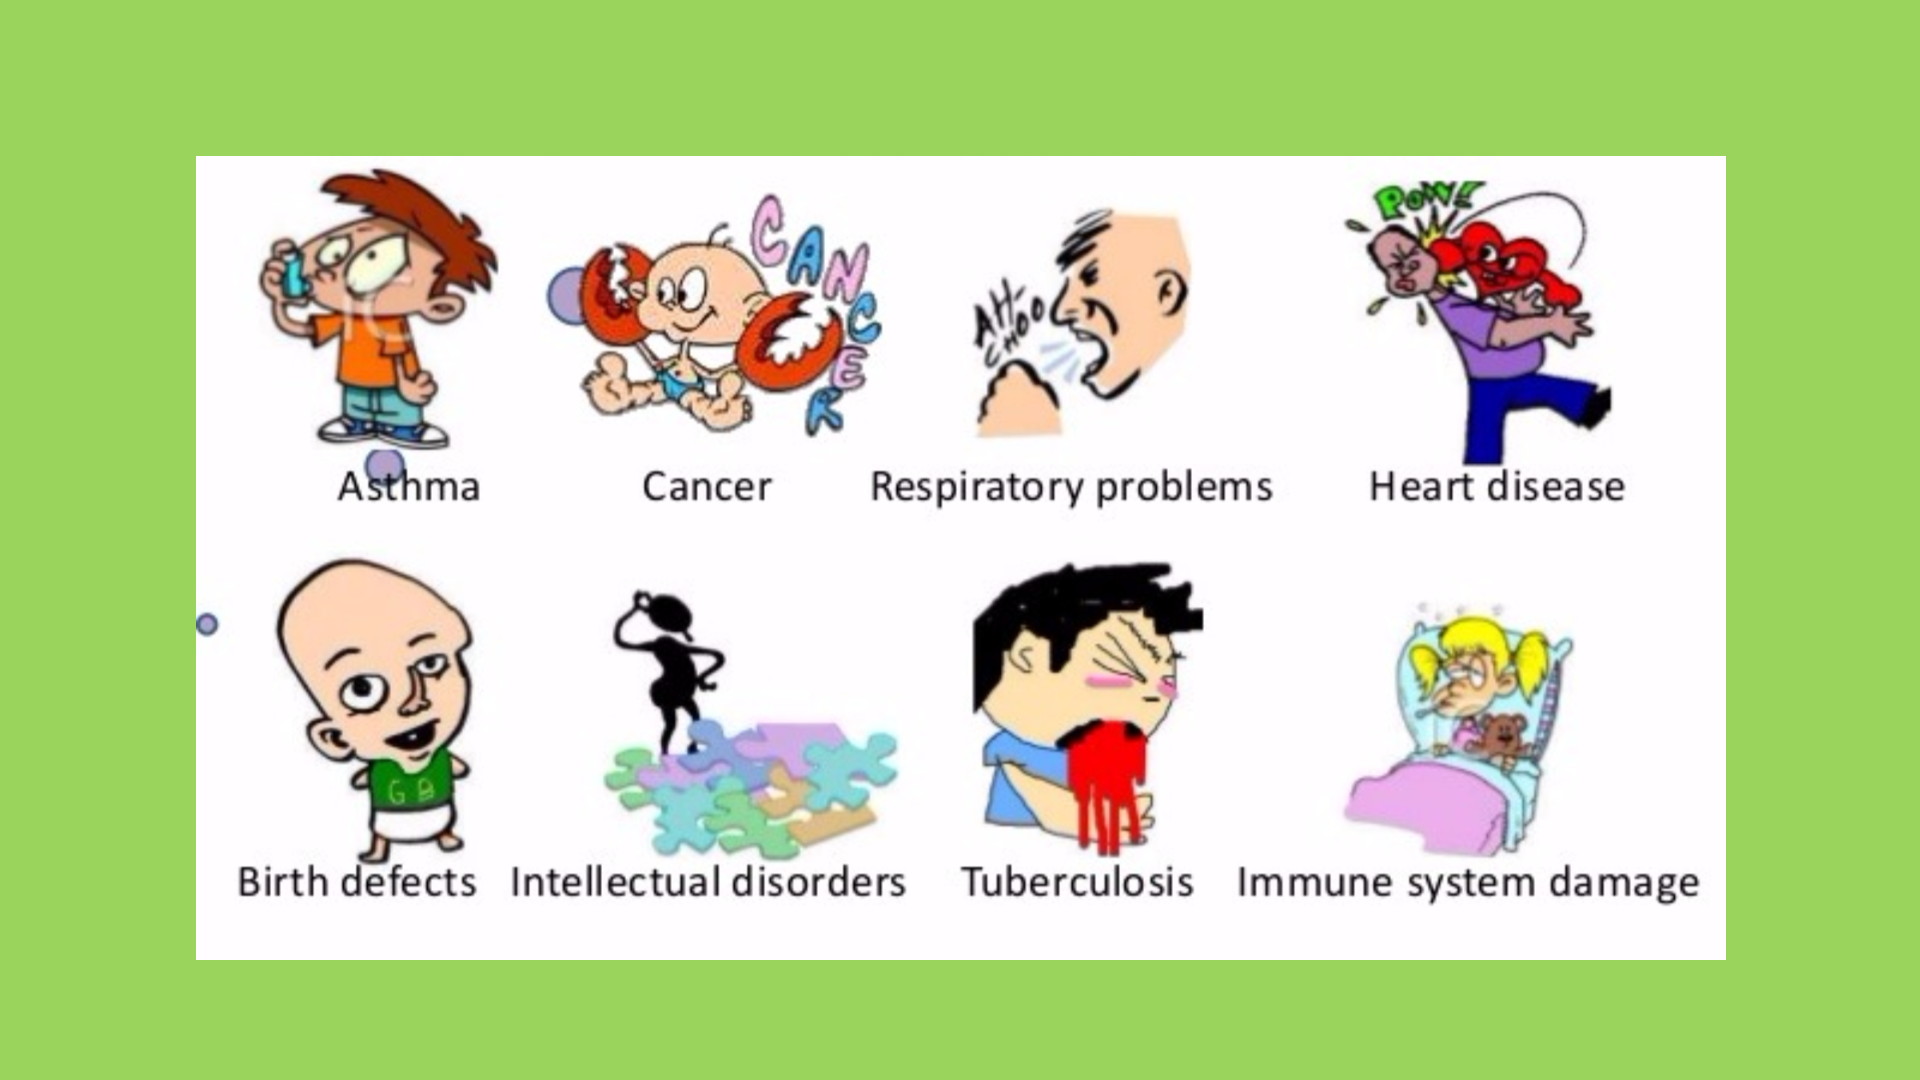 POW!
CANCER
AH-
CHOO
Asthma Cancer Respiratory problems Heart disease
GB
Birth defects Intellectual disorders Tuberculosis Immune system damage